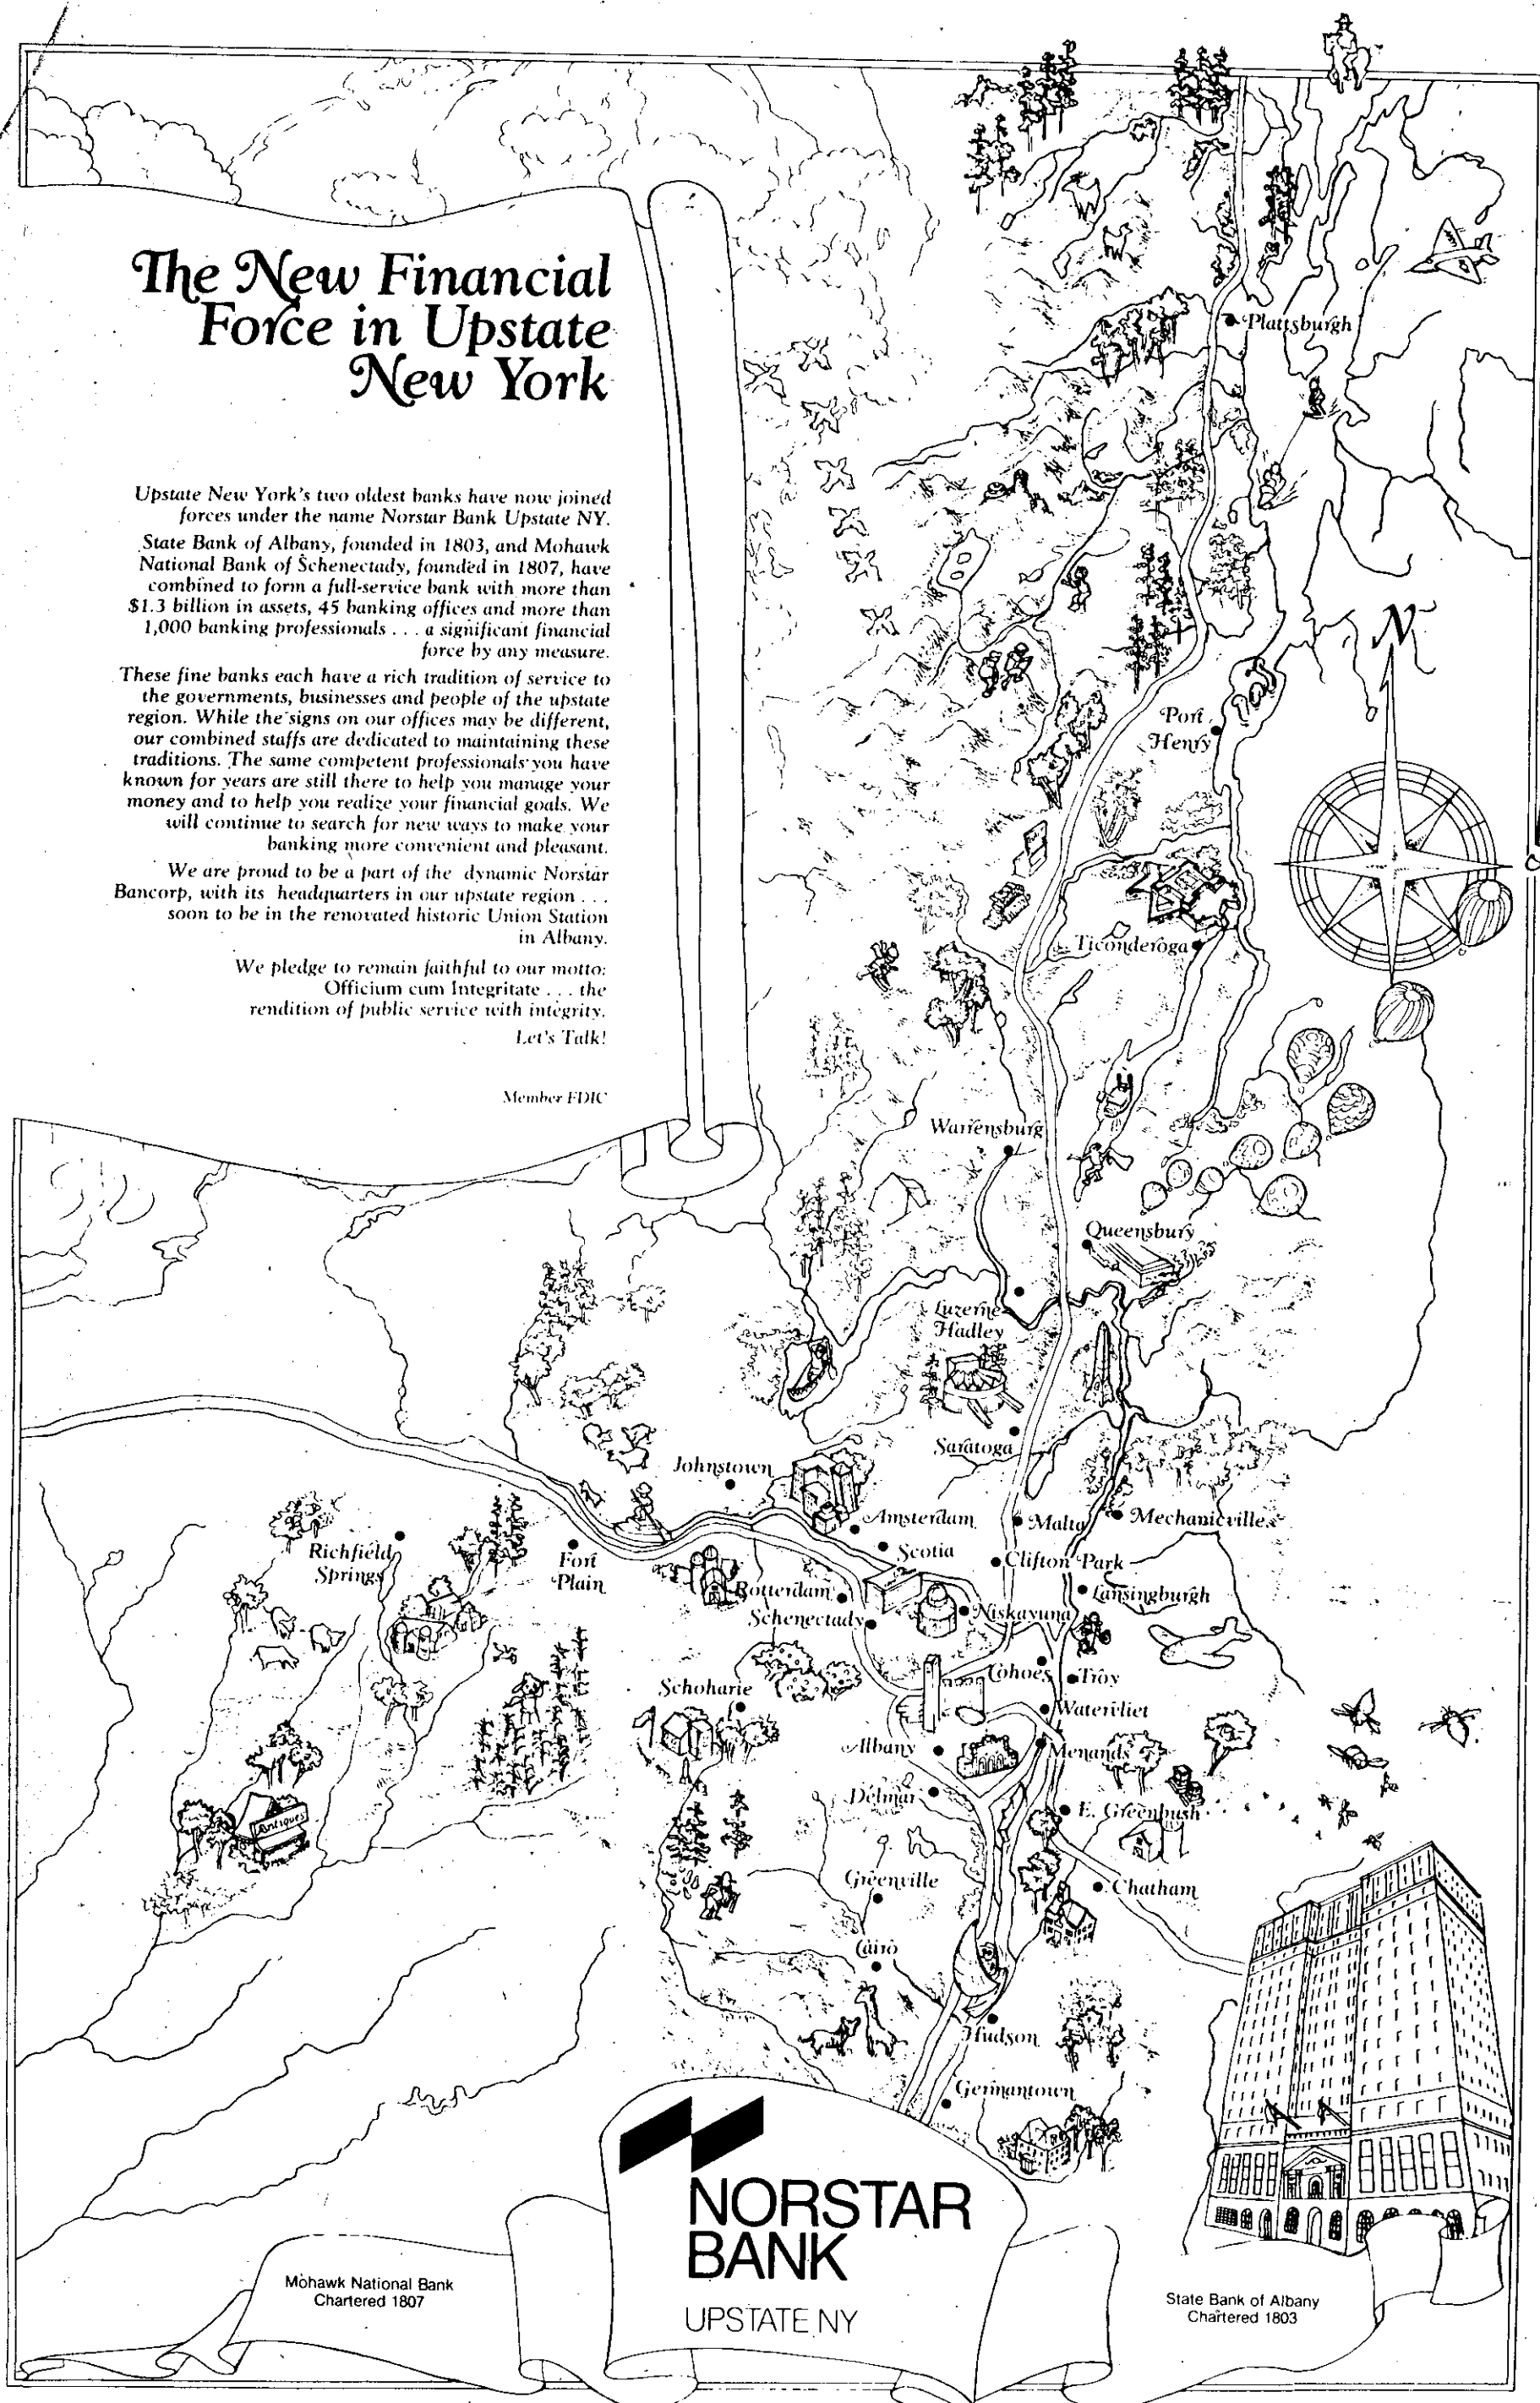 The New Financial
Force in Upstate
New York
Upstate New York's two oldest banks have now joined
forces under the name Norstar Bank Upstate NY.
State Bank of Albany, founded in 1803, and Mohawk
National Bank of Schenectady, founded in 1807, have
combined to form a full-service bank with more than
$1.3 billion in assets, 45 banking offices and more than
1,000 banking professionals . . . a significant financial
force by any measure.
These fine banks each have a rich tradition of service to
the governments, businesses and people of the upstate
region. While the signs on our offices may be different,
our combined staffs are dedicated to maintaining these
traditions. The same competent professionals you have
known for years are still there to help you manage your
money and to help you realize your financial goals. We
will continue to search for new ways to make your
banking more convenient and pleasant.
We are proud to be a part of the dynamic Norstar
Bancorp, with its headquarters in our upstate region . . .
soon to be in the renovated historic Union Station
in Albany.
We pledge to remain faithful to our motto:
Officium cum Integritate . . . the
rendition of public service with integrity.
Let's Talk!
Member FDIC
Plattsburgh
N
Port
Henry
Ticonderoga
Warrensburg
Queensbury
Luzerne
Hadley
Saratoga
Johnstown
Amsterdam
Malta
Mechanicville
Richfield
Springs
Fort
Plain
Scotia
Clifton Park
Rotterdam
Lansingburgh
Schenectady
Niskayuna
Cohoes
Troy
Schoharie
Watervliet
Albany
Menands
Delmar
E. Greenbush
Antiques
Greenville
Chatham
Cairo
Hudson
Germantown
NORSTAR
BANK
UPSTATE NY
Mohawk National Bank
Chartered 1807
State Bank of Albany
Chartered 1803